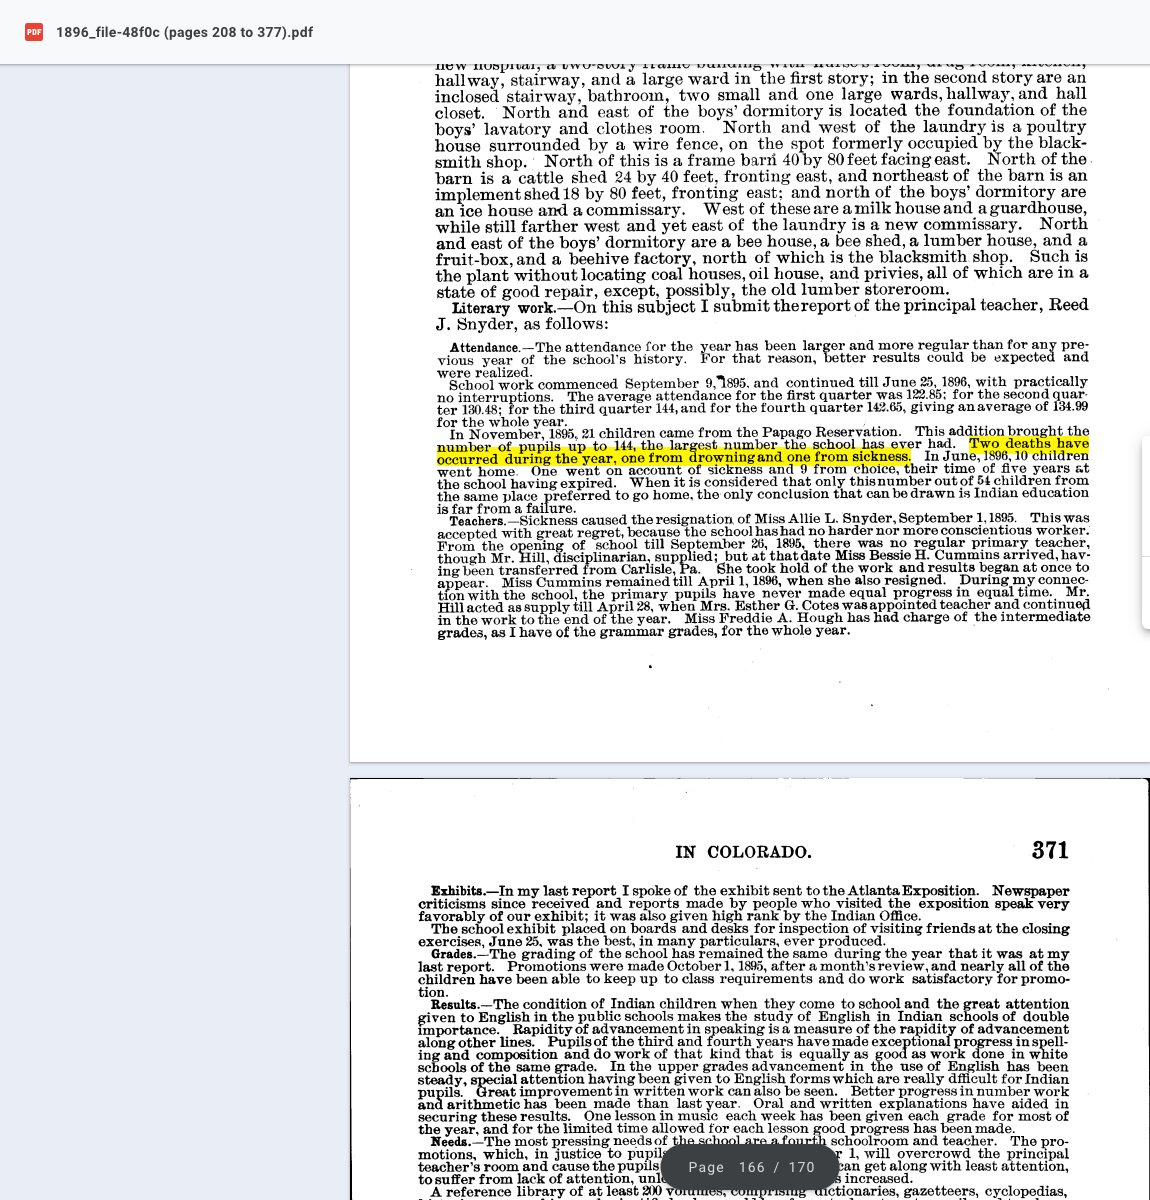 PDF 1896_file-48f0c (pages 208 to 377).pdf
new hospital, a two-story frame building with nurse's room, drug room, kitchen,
hallway, stairway, and a large ward in the first story; in the second story are an
inclosed stairway, bathroom, two small and one large wards, hallway, and hall
closet. North and east of the boys' dormitory is located the foundation of the
boys' lavatory and clothes room. North and west of the laundry is a poultry
house surrounded by a wire fence, on the spot formerly occupied by the black-
smith shop. North of this is a frame barn 40 by 80 feet facing east. North of the
barn is a cattle shed 24 by 40 feet, fronting east, and northeast of the barn is an
implement shed 18 by 80 feet, fronting east; and north of the boys' dormitory are
an ice house and a commissary. West of these are a milk house and a guardhouse,
while still farther west and yet east of the laundry is a new commissary. North
and east of the boys' dormitory are a bee house, a bee shed, a lumber house, and a
fruit-box, and a beehive factory, north of which is the blacksmith shop. Such is
the plant without locating coal houses, oil house, and privies, all of which are in a
state of good repair, except, possibly, the old lumber storeroom.
Literary work.—On this subject I submit the report of the principal teacher, Reed
J. Snyder, as follows:
Attendance.—The attendance for the year has been larger and more regular than for any pre-
vious year of the school's history. For that reason, better results could be expected and
were realized.
School work commenced September 9, 1895, and continued till June 25, 1896, with practically
no interruptions. The average attendance for the first quarter was 122.85; for the second quar-
ter 130.48; for the third quarter 144, and for the fourth quarter 142.65, giving an average of 134.99
for the whole year.
In November, 1895, 21 children came from the Papago Reservation. This addition brought the
number of pupils up to 144, the largest number the school has ever had. Two deaths have
occurred during the year, one from drowning and one from sickness. In June, 1896, 10 children
went home. One went on account of sickness and 9 from choice, their time of five years at
the school having expired. When it is considered that only this number out of 54 children from
the same place preferred to go home, the only conclusion that can be drawn is Indian education
is far from a failure.
Teachers.—Sickness caused the resignation of Miss Allie L. Snyder, September 1, 1895. This was
accepted with great regret, because the school has had no harder nor more conscientious worker.
From the opening of school till September 26, 1895, there was no regular primary teacher,
though Mr. Hill, disciplinarian, supplied; but at that date Miss Bessie H. Cummins arrived, hav-
ing been transferred from Carlisle, Pa. She took hold of the work and results began at once to
appear. Miss Cummins remained till April 1, 1896, when she also resigned. During my connec-
tion with the school, the primary pupils have never made equal progress in equal time. Mr.
Hill acted as supply till April 28, when Mrs. Esther G. Cotes was appointed teacher and continued
in the work to the end of the year. Miss Freddie A. Hough has had charge of the intermediate
grades, as I have of the grammar grades, for the whole year.
IN COLORADO. 371
Exhibits.—In my last report I spoke of the exhibit sent to the Atlanta Exposition. Newspaper
criticisms since received and reports made by people who visited the exposition speak very
favorably of our exhibit; it was also given high rank by the Indian Office.
The school exhibit placed on boards and desks for inspection of visiting friends at the closing
exercises, June 25, was the best, in many particulars, ever produced.
Grades.—The grading of the school has remained the same during the year that it was at my
last report. Promotions were made October 1, 1895, after a month's review, and nearly all of the
children have been able to keep up to class requirements and do work satisfactory for promo-
tion.
Results.—The condition of Indian children when they come to school and the great attention
given to English in the public schools makes the study of English in Indian schools of double
importance. Rapidity of advancement in speaking is a measure of the rapidity of advancement
along other lines. Pupils of the third and fourth years have made exceptional progress in spell-
ing and composition and do work of that kind that is equally as good as work done in white
schools of the same grade. In the upper grades advancement in the use of English has been
steady, special attention having been given to English forms which are really difficult for Indian
pupils. Great improvement in written work can also be seen. Better progress in number work
and arithmetic has been made than last year. Oral and written explanations have aided in
securing these results. One lesson in music each week has been given each grade for most of
the year, and for the limited time allowed for each lesson good progress has been made.
Needs.—The most pressing needs of the school are a fourth schoolroom and teacher. The pro-
motions, which, in justice to pupils r 1, will overcrowd the principal
teacher's room and cause the pupils can get along with least attention,
to suffer from lack of attention, unle s increased.
A reference library of at least 200 volumes, comprising dictionaries, gazetteers, cyclopedias,
Page 166 / 170